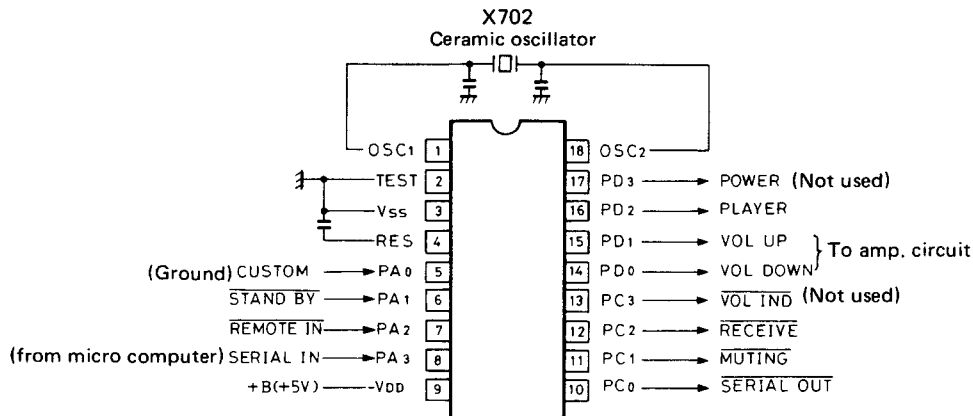 X702
Ceramic oscillator
OSC1 1 18 OSC2
TEST 2 17 PD3 POWER (Not used)
Vss 3 16 PD2 PLAYER
RES 4 15 PD1 VOL UP
To amp. circuit
(Ground) CUSTOM PA0 5 14 PD0 VOL DOWN
STAND BY PA1 6 13 PC3 VOL IND (Not used)
REMOTE IN PA2 7 12 PC2 RECEIVE
(from micro computer) SERIAL IN PA3 8 11 PC1 MUTING
+B(+5V) VDD 9 10 PC0 SERIAL OUT